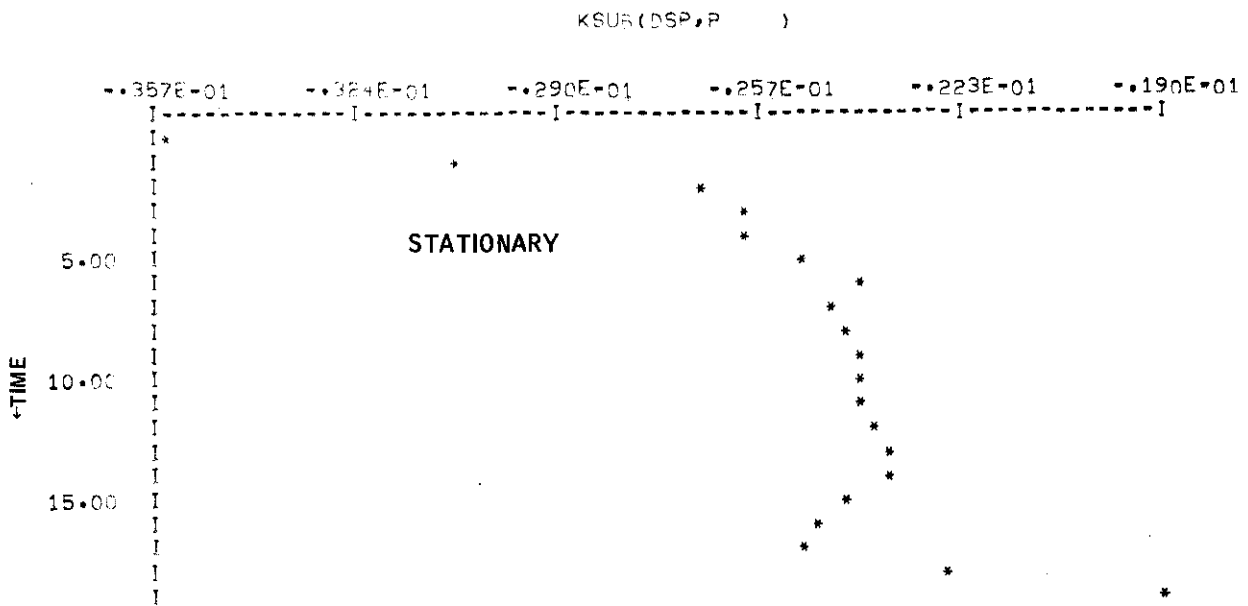 KSUB(DSP,P )
-.357E-01 -.324E-01 -.290E-01 -.257E-01 -.223E-01 -.190E-01
STATIONARY
5.00
←TIME
10.00
15.00